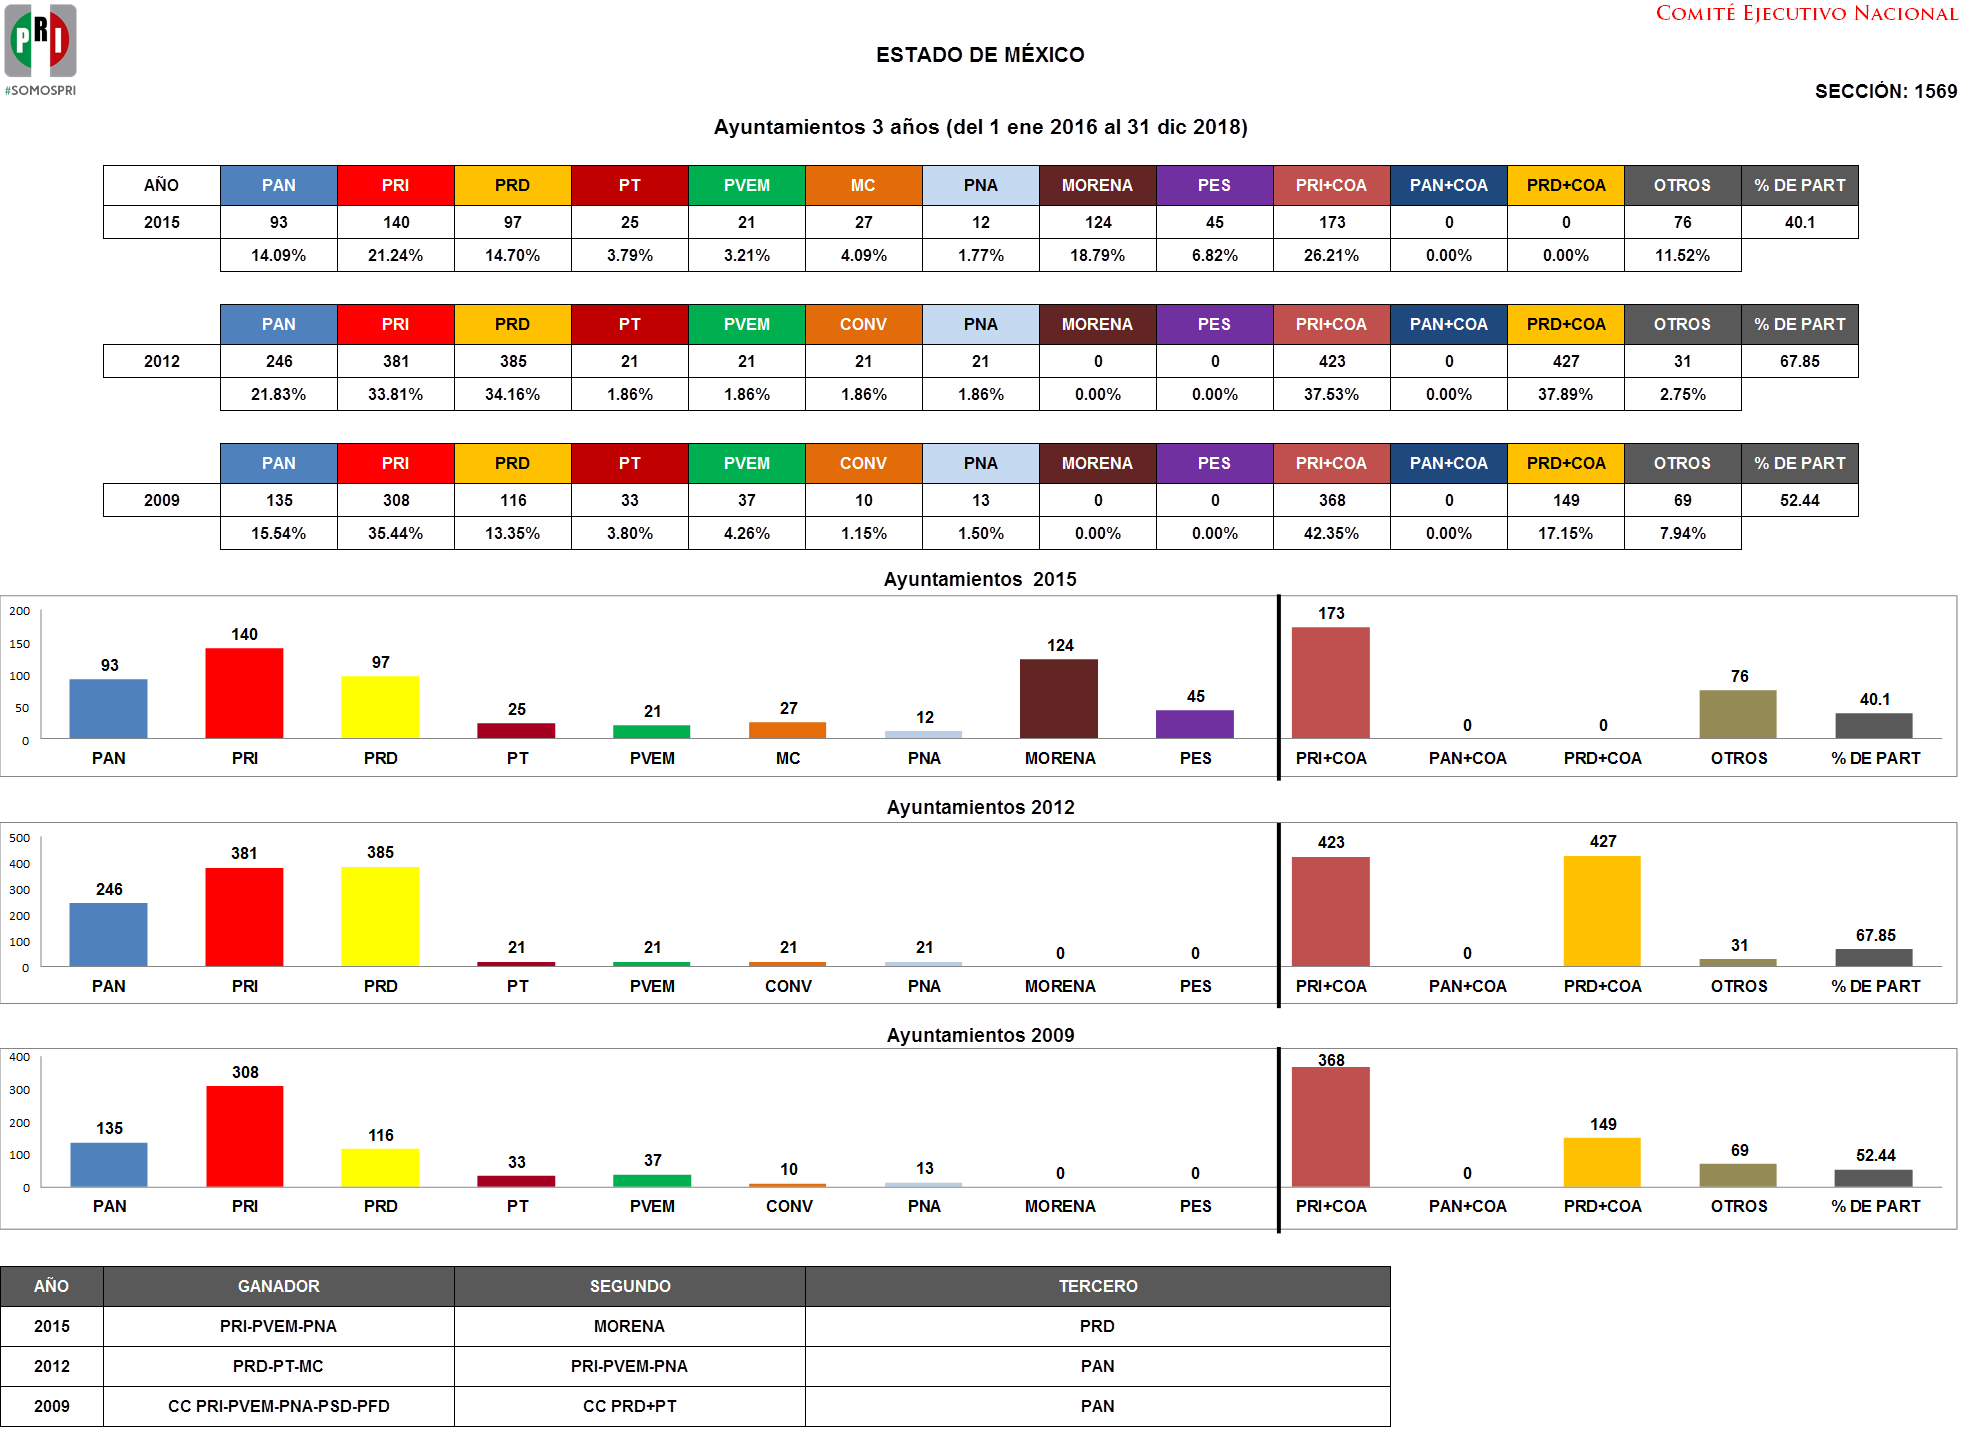 PRI
#SOMOSPRI
COMITÉ EJECUTIVO NACIONAL
ESTADO DE MÉXICO
SECCIÓN: 1569
Ayuntamientos 3 años (del 1 ene 2016 al 31 dic 2018)
AÑO PAN PRI PRD PT PVEM MC PNA MORENA PES PRI+COA PAN+COA PRD+COA OTROS % DE PART
2015 93 140 97 25 21 27 12 124 45 173 0 0 76 40.1
14.09% 21.24% 14.70% 3.79% 3.21% 4.09% 1.77% 18.79% 6.82% 26.21% 0.00% 0.00% 11.52%
PAN PRI PRD PT PVEM CONV PNA MORENA PES PRI+COA PAN+COA PRD+COA OTROS % DE PART
2012 246 381 385 21 21 21 21 0 0 423 0 427 31 67.85
21.83% 33.81% 34.16% 1.86% 1.86% 1.86% 1.86% 0.00% 0.00% 37.53% 0.00% 37.89% 2.75%
PAN PRI PRD PT PVEM CONV PNA MORENA PES PRI+COA PAN+COA PRD+COA OTROS % DE PART
2009 135 308 116 33 37 10 13 0 0 368 0 149 69 52.44
15.54% 35.44% 13.35% 3.80% 4.26% 1.15% 1.50% 0.00% 0.00% 42.35% 0.00% 17.15% 7.94%
Ayuntamientos 2015
200
150
100
50
0
93 140 97 25 21 27 12 124 45 173 0 0 76 40.1
PAN PRI PRD PT PVEM MC PNA MORENA PES PRI+COA PAN+COA PRD+COA OTROS % DE PART
Ayuntamientos 2012
500
400
300
200
100
0
246 381 385 21 21 21 21 0 0 423 0 427 31 67.85
PAN PRI PRD PT PVEM CONV PNA MORENA PES PRI+COA PAN+COA PRD+COA OTROS % DE PART
Ayuntamientos 2009
400
300
200
100
0
135 308 116 33 37 10 13 0 0 368 0 149 69 52.44
PAN PRI PRD PT PVEM CONV PNA MORENA PES PRI+COA PAN+COA PRD+COA OTROS % DE PART
AÑO GANADOR SEGUNDO TERCERO
2015 PRI-PVEM-PNA MORENA PRD
2012 PRD-PT-MC PRI-PVEM-PNA PAN
2009 CC PRI-PVEM-PNA-PSD-PFD CC PRD+PT PAN